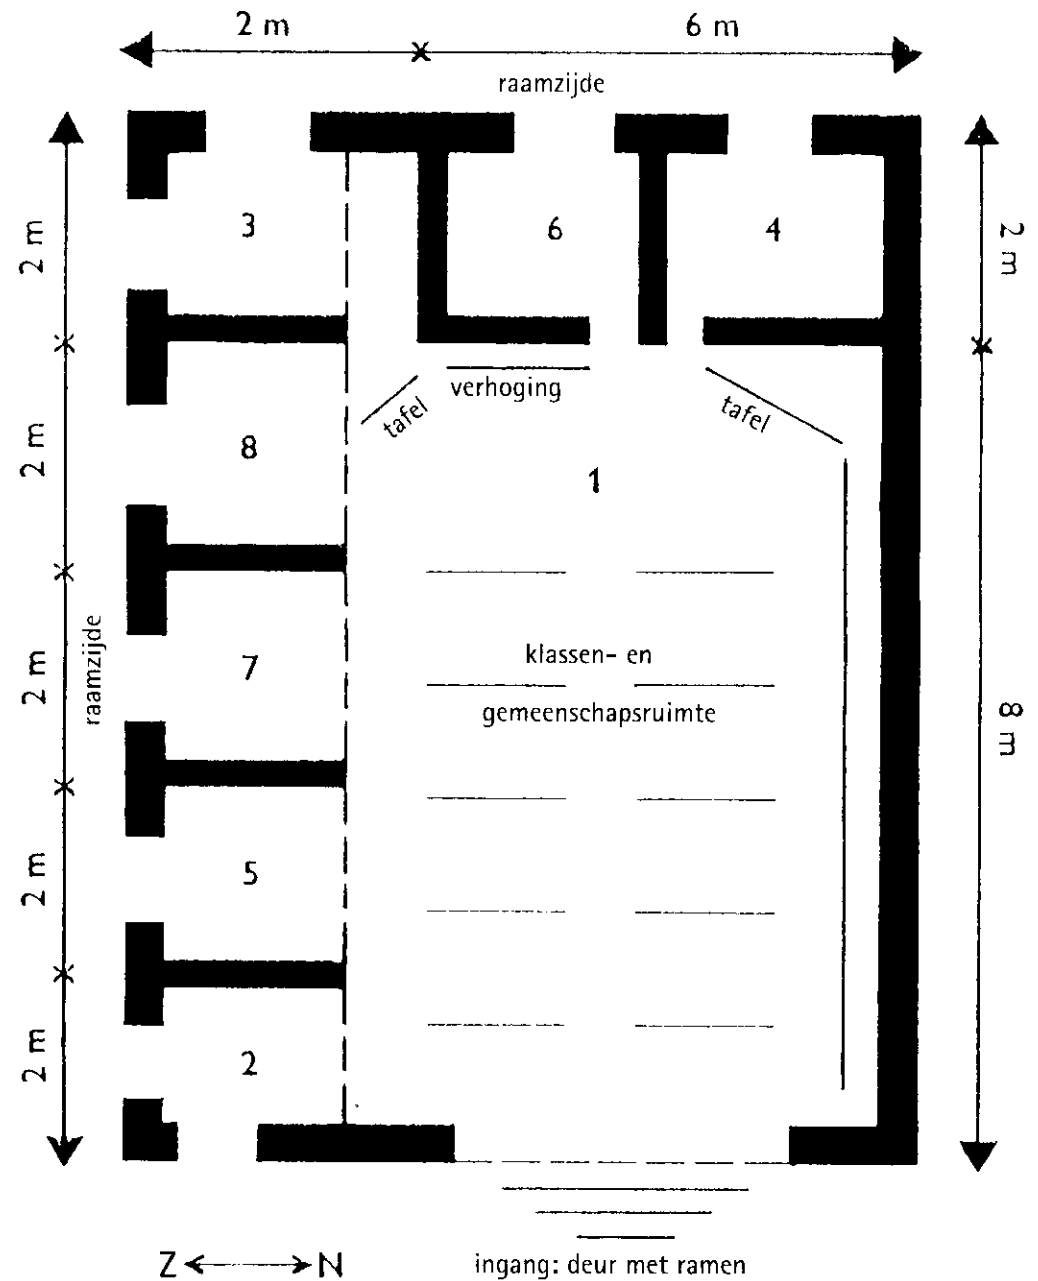 2 m
6 m
raamzijde
3
6
4
2 m
2 m
verhoging
tafel
tafel
8
1
2 m
raamzijde
7
klassen- en
gemeenschapsruimte
2 m
8 m
5
2 m
2
2 m
Z N
ingang: deur met ramen